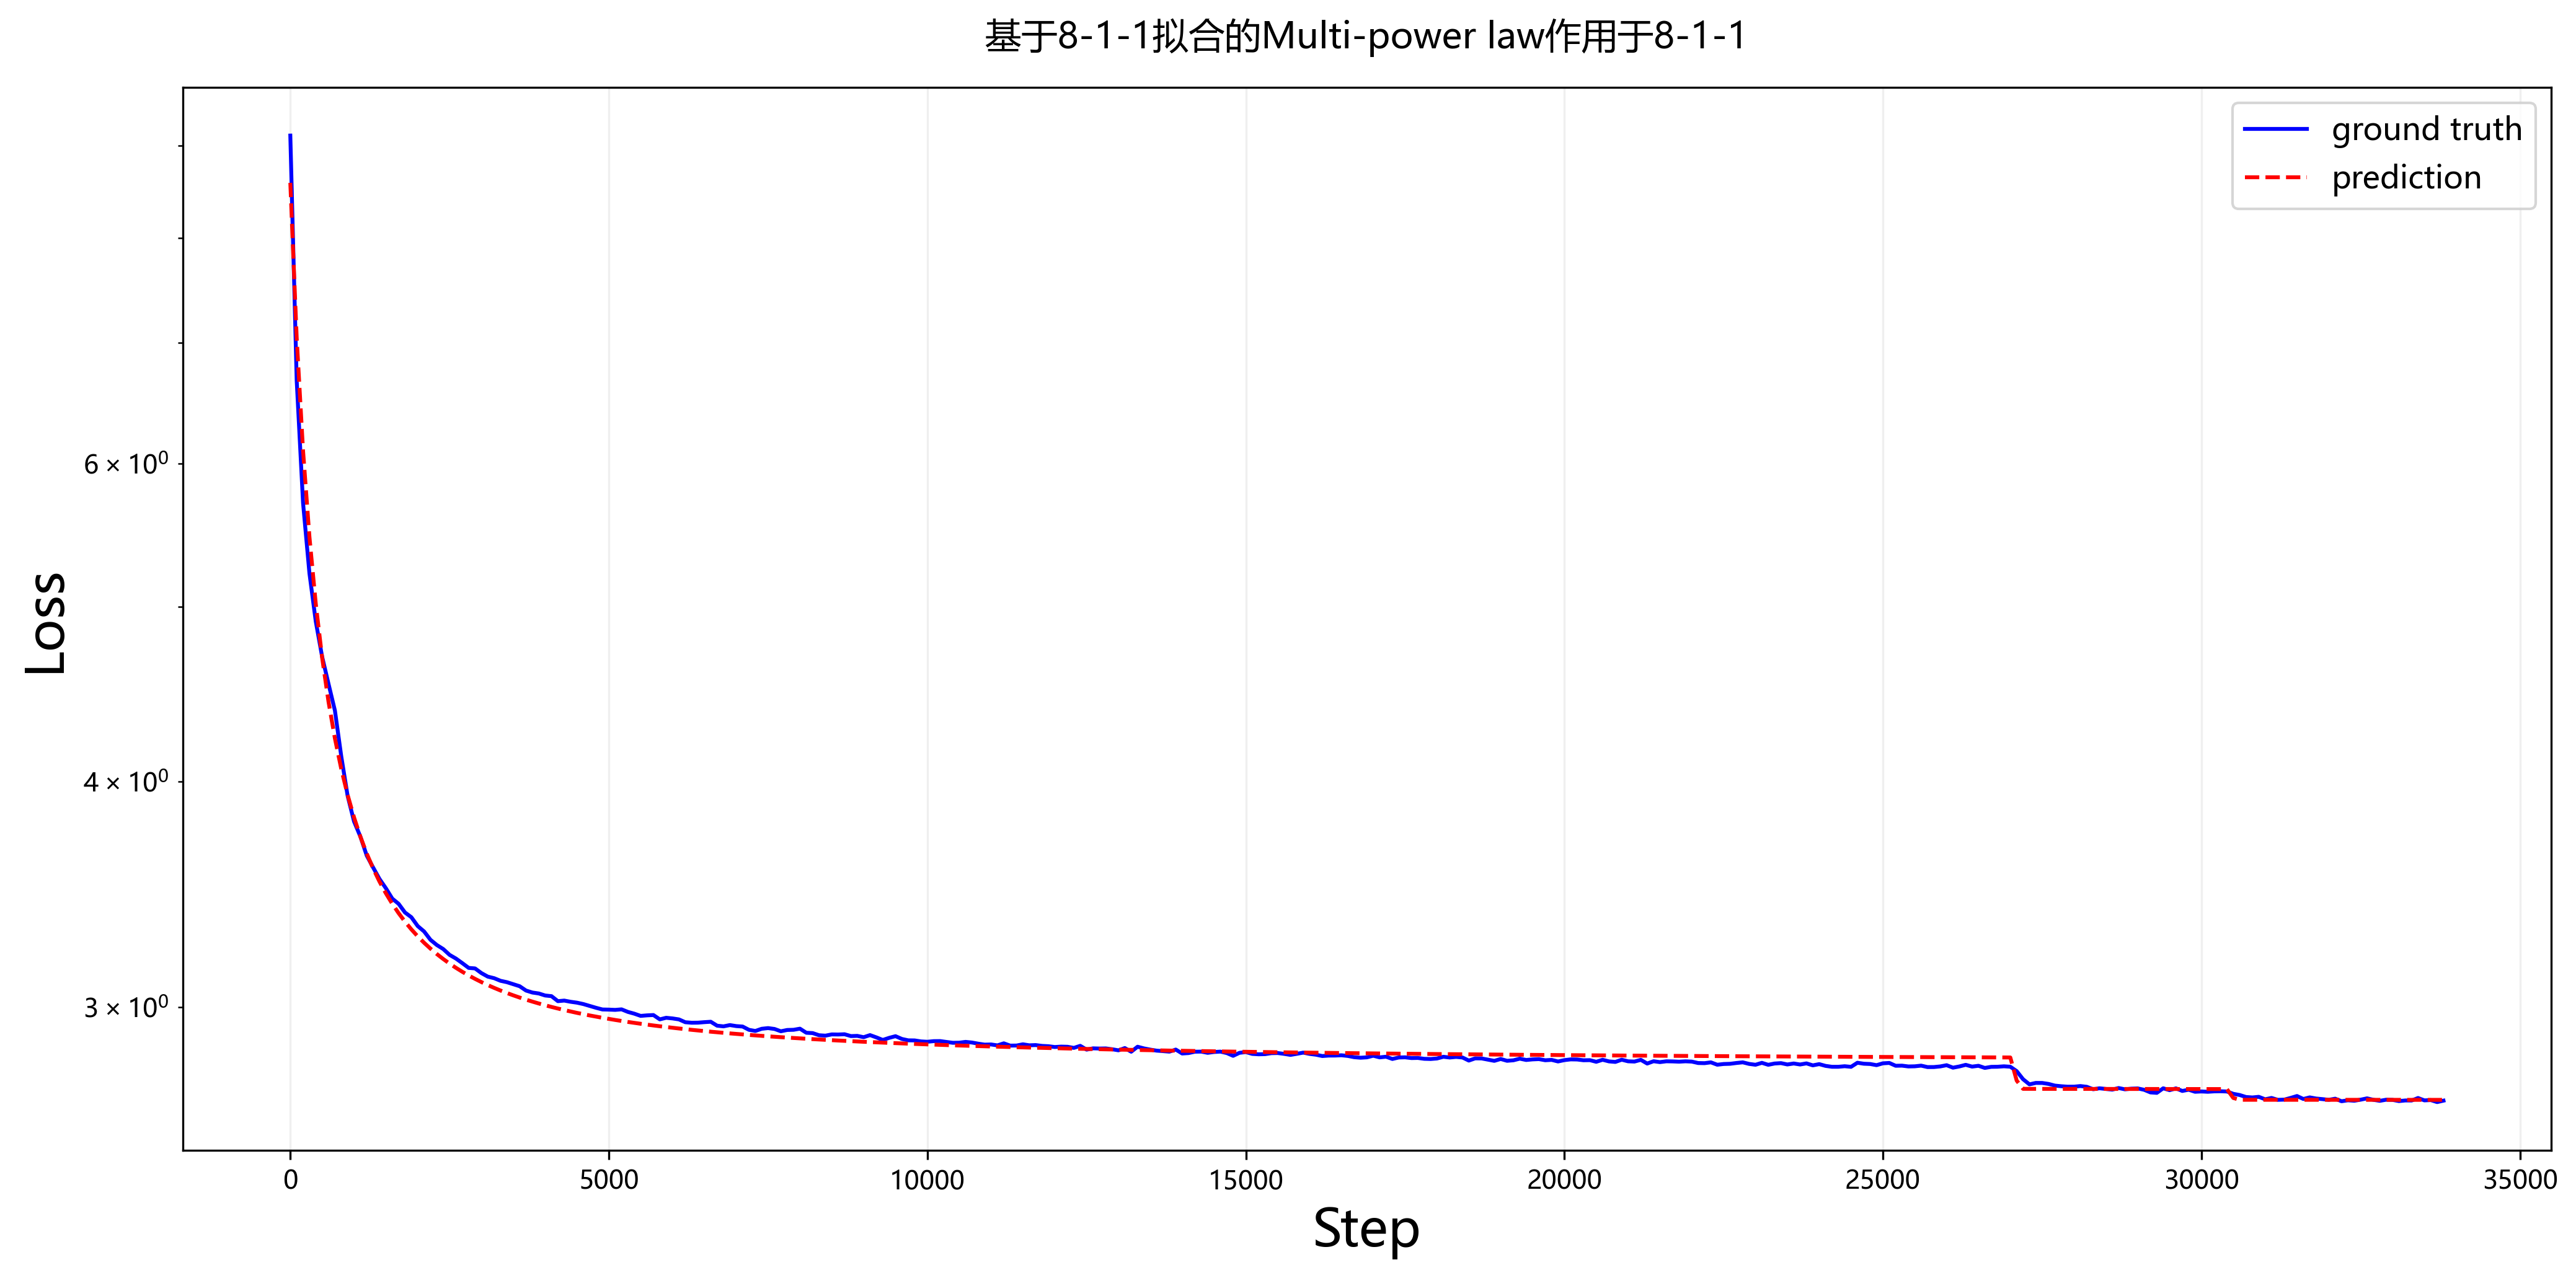 基于8-1-1拟合的Multi-power law作用于8-1-1
ground truth
prediction
Loss
6 × 10⁰
4 × 10⁰
3 × 10⁰
0 5000 10000 15000 20000 25000 30000 35000
Step